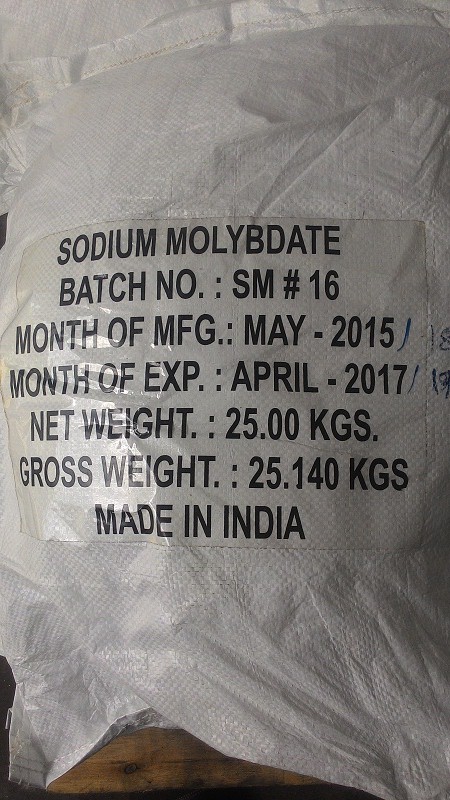 SODIUM MOLYBDATE
BATCH NO. : SM # 16
MONTH OF MFG.: MAY - 2015/
MONTH OF EXP. : APRIL - 2017/
NET WEIGHT. : 25.00 KGS.
GROSS WEIGHT. : 25.140 KGS
MADE IN INDIA